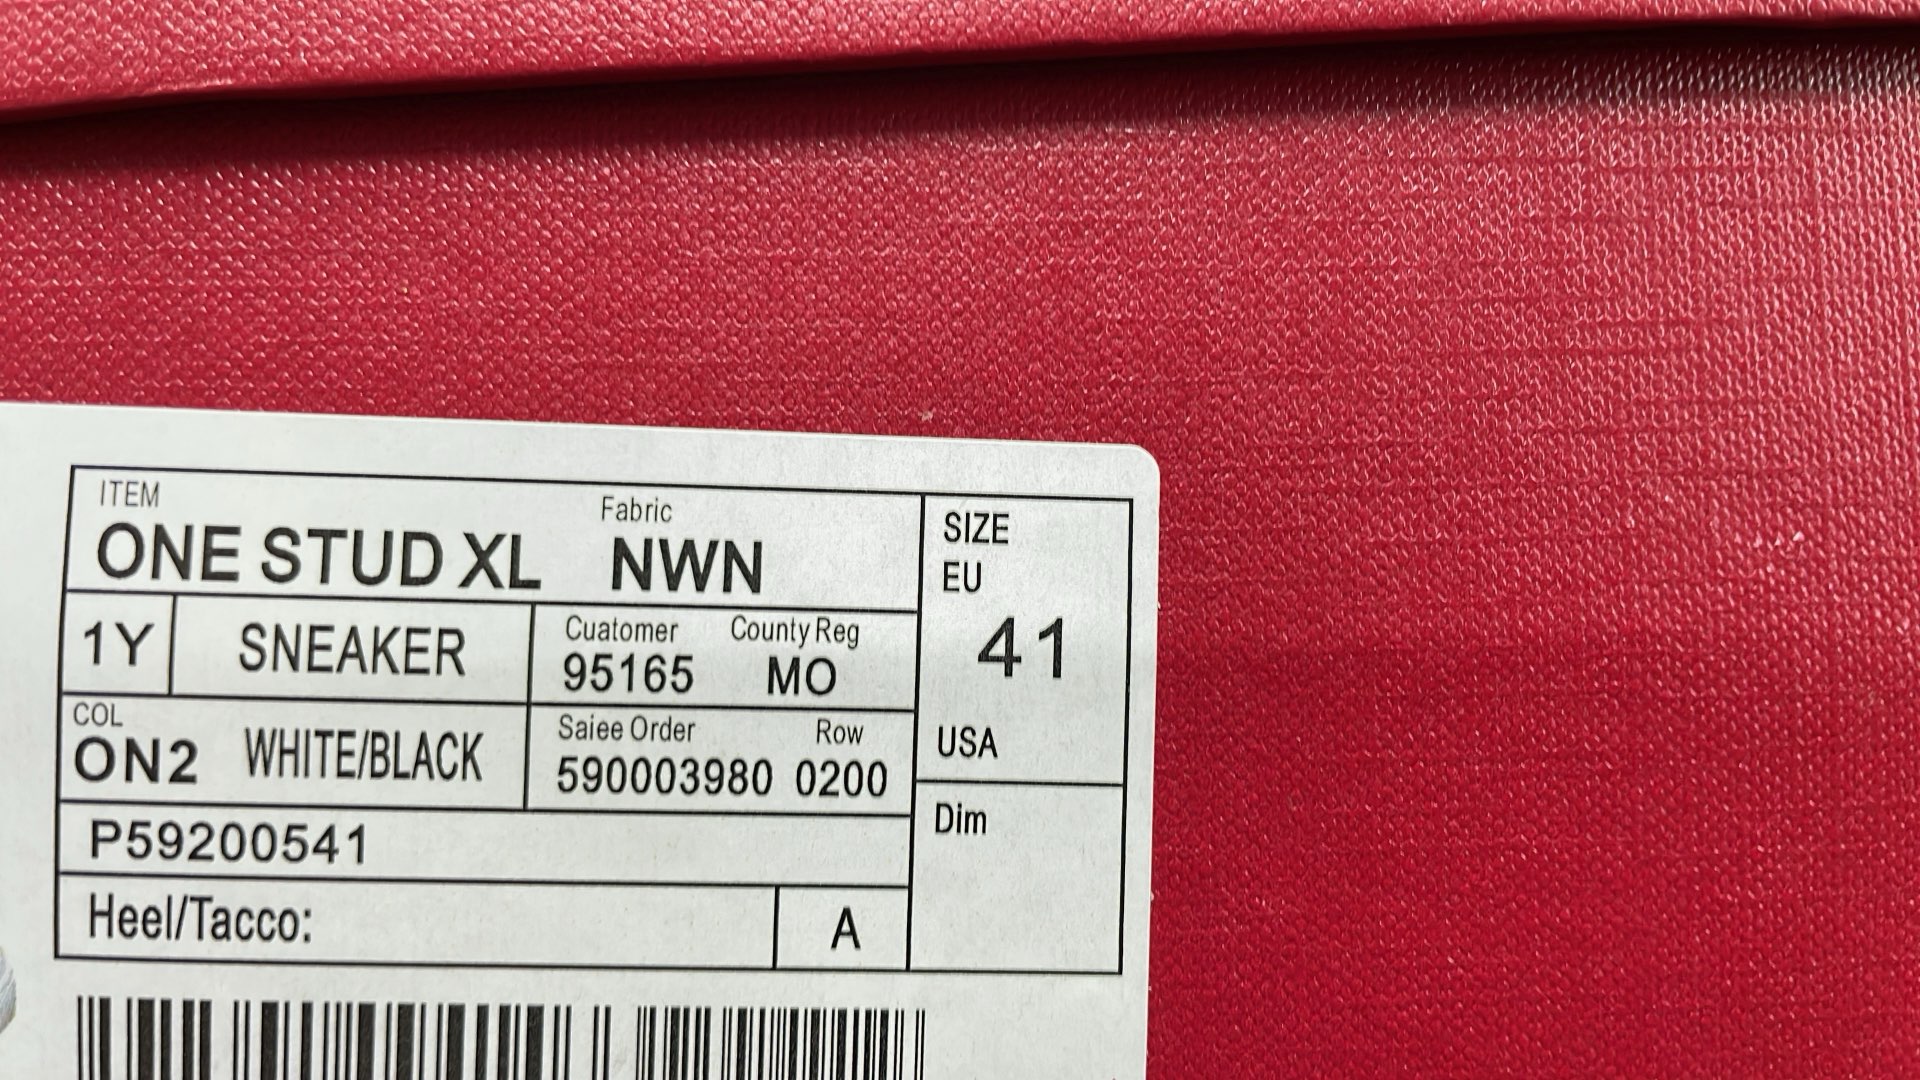 ITEM Fabric
ONE STUD XL NWN
SIZE
EU
41
USA
1Y SNEAKER
Cuatomer County Reg
95165 MO
COL
ON2 WHITE/BLACK
Saiee Order Row
590003980 0200
Dim
P59200541
Heel/Tacco: A